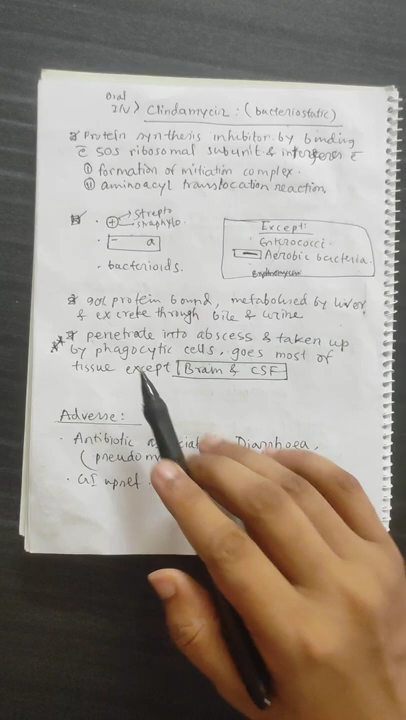 Oral
IV > Clindamycin : (bacteriostatic)
Protein synthesis inhibitor by binding
c̄ 50S ribosomal subunit & interferes c̄
(i) formation of initiation complex.
(ii) aminoacyl translocation reaction,
⊕ Strepto
Staphylo.
- a
bacterioids.
Except:
Enterococci.
- Aerobic bacteria.
90% protein bound, metabolised by liver
& excrete through bile & urine
penetrate into abscess & taken up
by phagocytic cells, goes most of
tissue except Brain & CSF
Adverse:
Antibiotic Diarrhoea,
(pseudom
GI upset.